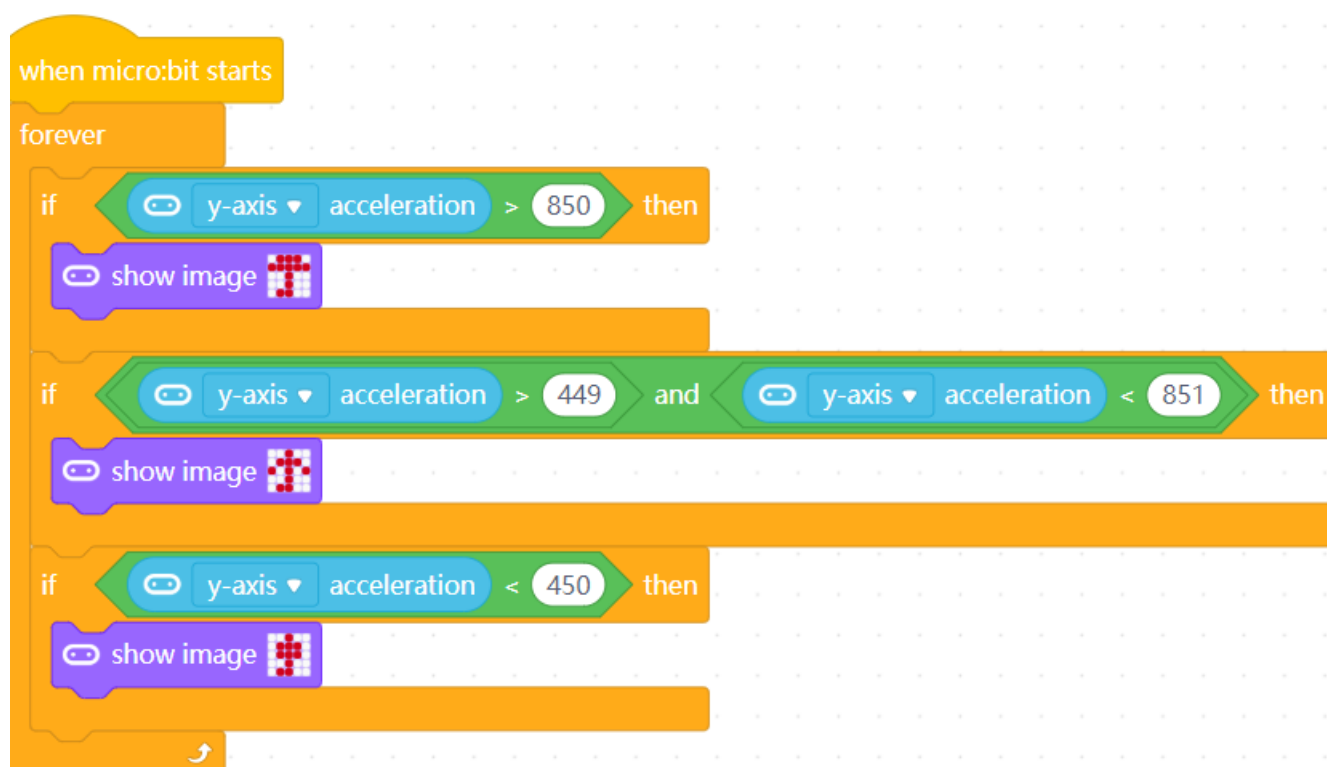 when micro:bit starts
forever
if y-axis acceleration > 850 then
show image
if y-axis acceleration > 449 and y-axis acceleration < 851 then
show image
if y-axis acceleration < 450 then
show image